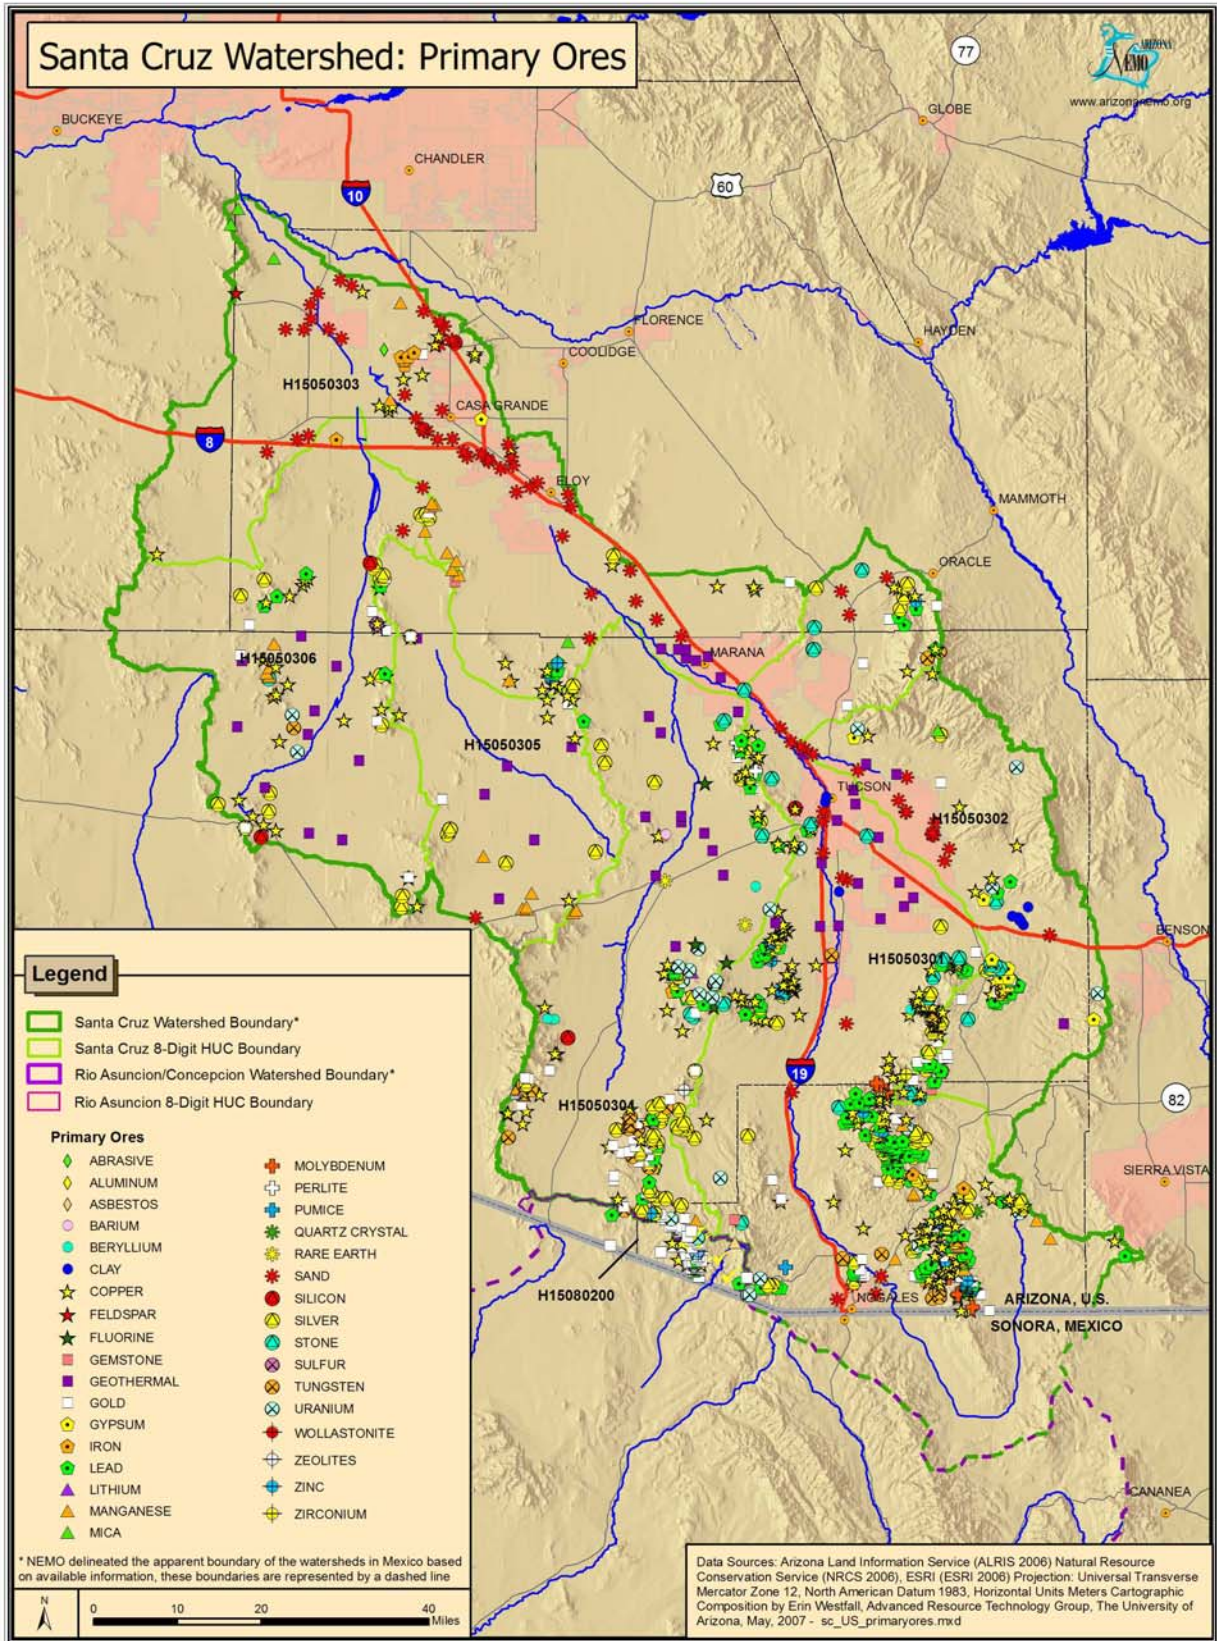 Santa Cruz Watershed: Primary Ores
ARIZONA
NEMO
www.arizonanemo.org
77
BUCKEYE
GLOBE
CHANDLER
10
60
FLORENCE
HAYDEN
COOLIDGE
H15050303
CASA GRANDE
8
ELOY
MAMMOTH
ORACLE
H15050306
MARANA
H15050305
TUCSON
H15050302
BENSON
H15050301
Legend
Santa Cruz Watershed Boundary*
Santa Cruz 8-Digit HUC Boundary
Rio Asuncion/Concepcion Watershed Boundary*
Rio Asuncion 8-Digit HUC Boundary
19
82
H15050304
SIERRA VISTA
Primary Ores
ABRASIVE
ALUMINUM
ASBESTOS
BARIUM
BERYLLIUM
CLAY
COPPER
FELDSPAR
FLUORINE
GEMSTONE
GEOTHERMAL
GOLD
GYPSUM
IRON
LEAD
LITHIUM
MANGANESE
MICA
MOLYBDENUM
PERLITE
PUMICE
QUARTZ CRYSTAL
RARE EARTH
SAND
SILICON
SILVER
STONE
SULFUR
TUNGSTEN
URANIUM
WOLLASTONITE
ZEOLITES
ZINC
ZIRCONIUM
H15080200
NOGALES
ARIZONA, U.S.
SONORA, MEXICO
CANANEA
* NEMO delineated the apparent boundary of the watersheds in Mexico based
on available information, these boundaries are represented by a dashed line
N
0 10 20 40
Miles
Data Sources: Arizona Land Information Service (ALRIS 2006) Natural Resource
Conservation Service (NRCS 2006), ESRI (ESRI 2006) Projection: Universal Transverse
Mercator Zone 12, North American Datum 1983, Horizontal Units Meters Cartographic
Composition by Erin Westfall, Advanced Resource Technology Group, The University of
Arizona, May, 2007 - sc_US_primaryores.mxd